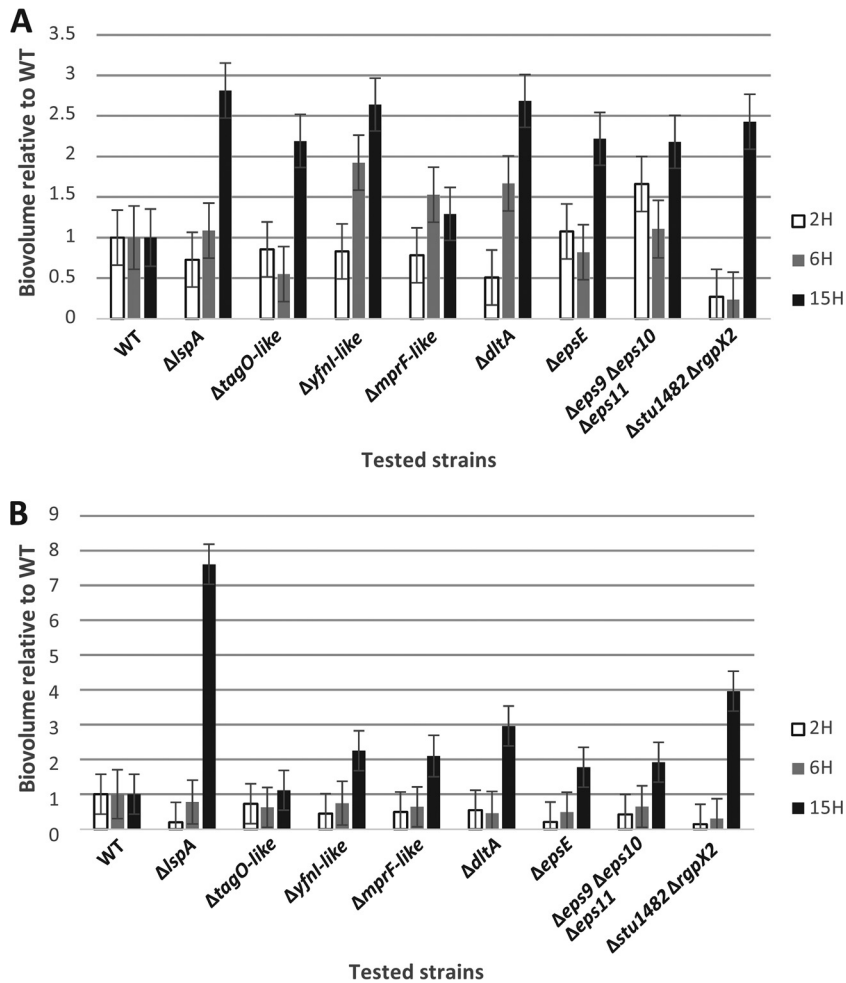 A
Biovolume relative to WT
3.5
3
2.5
2
1.5
1
0.5
0
2H
6H
15H
WT
ΔlspA
ΔtagO-like
ΔyfnI-like
ΔmprF-like
ΔdltA
ΔepsE
Δeps9 Δeps10
Δeps11
Δstu1482 ΔrgpX2
Tested strains
B
Biovolume relative to WT
9
8
7
6
5
4
3
2
1
0
2H
6H
15H
WT
ΔlspA
ΔtagO-like
ΔyfnI-like
ΔmprF-like
ΔdltA
ΔepsE
Δeps9 Δeps10
Δeps11
Δstu1482 ΔrgpX2
Tested strains